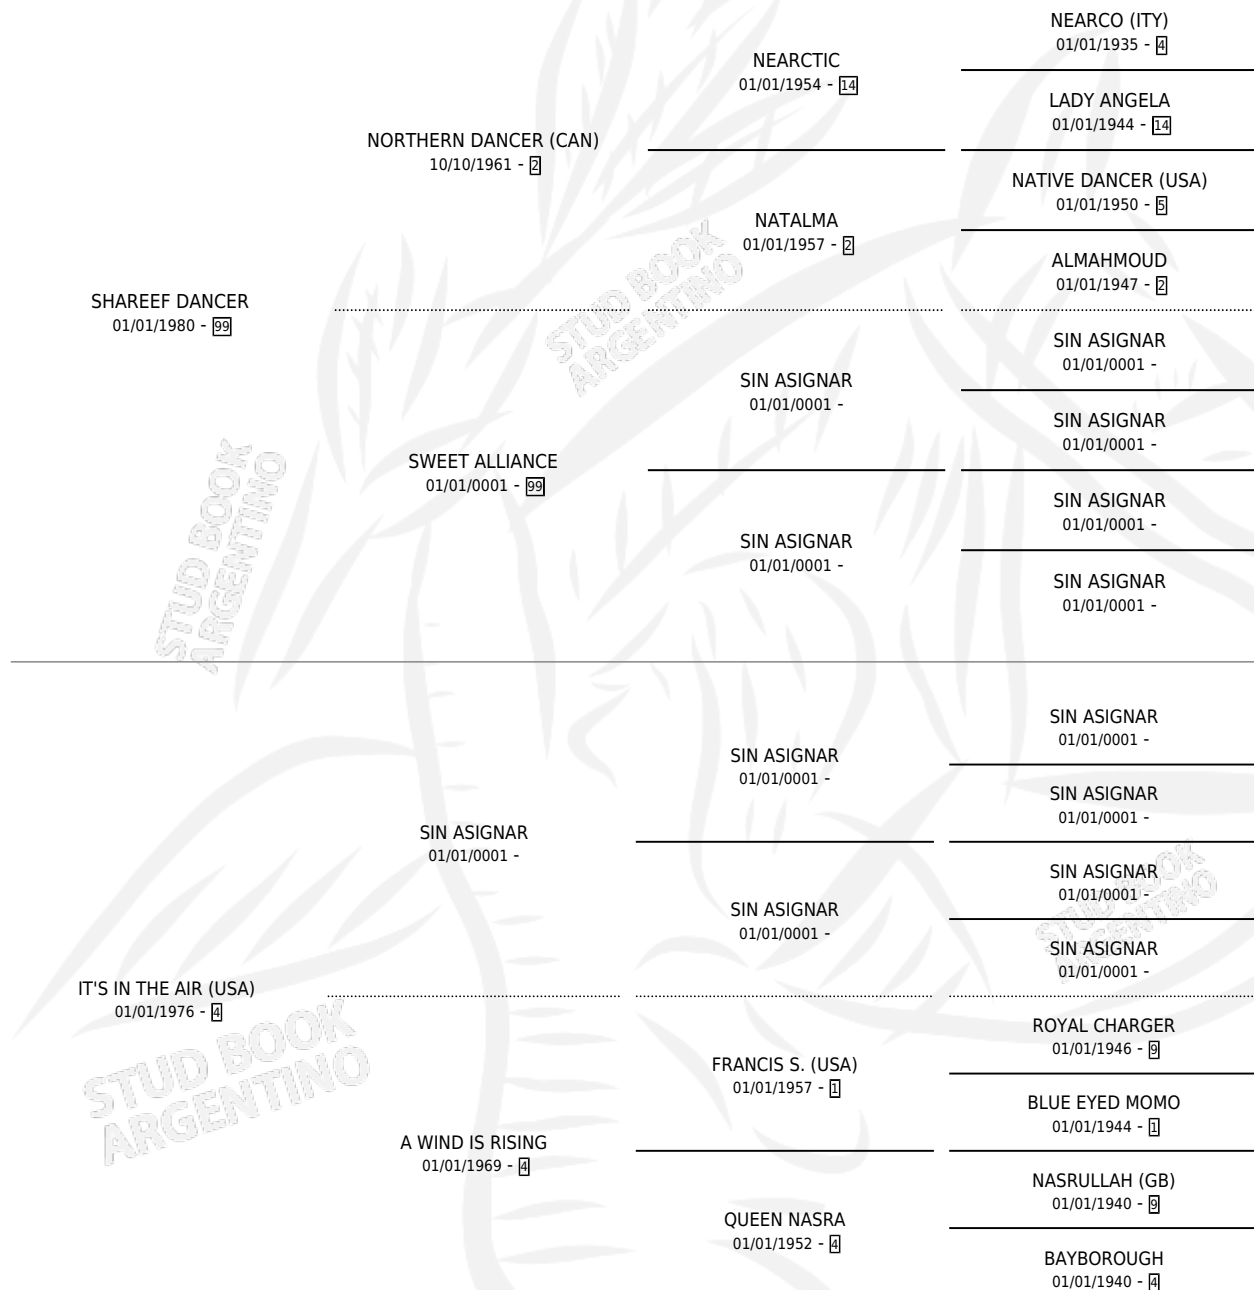 NEARCO (ITY)
01/01/1935 - 4
NEARCTIC
01/01/1954 - 14
LADY ANGELA
01/01/1944 - 14
NORTHERN DANCER (CAN)
10/10/1961 - 2
NATIVE DANCER (USA)
01/01/1950 - 5
NATALMA
01/01/1957 - 2
ALMAHMOUD
01/01/1947 - 2
SHAREEF DANCER
01/01/1980 - 99
STUD BOOK
ARGENTINO
SIN ASIGNAR
01/01/0001 -
SIN ASIGNAR
01/01/0001 -
SIN ASIGNAR
01/01/0001 -
SWEET ALLIANCE
01/01/0001 - 99
SIN ASIGNAR
01/01/0001 -
SIN ASIGNAR
01/01/0001 -
SIN ASIGNAR
01/01/0001 -
STUD BOOK
ARGENTINO
SIN ASIGNAR
01/01/0001 -
SIN ASIGNAR
01/01/0001 -
SIN ASIGNAR
01/01/0001 -
SIN ASIGNAR
01/01/0001 -
SIN ASIGNAR
01/01/0001 -
SIN ASIGNAR
01/01/0001 -
SIN ASIGNAR
01/01/0001 -
STUD BOOK
ARGENTINO
IT'S IN THE AIR (USA)
01/01/1976 - 4
STUD BOOK
ARGENTINO
ROYAL CHARGER
01/01/1946 - 9
FRANCIS S. (USA)
01/01/1957 - 1
BLUE EYED MOMO
01/01/1944 - 1
A WIND IS RISING
01/01/1969 - 4
NASRULLAH (GB)
01/01/1940 - 9
QUEEN NASRA
01/01/1952 - 4
BAYBOROUGH
01/01/1940 - 4